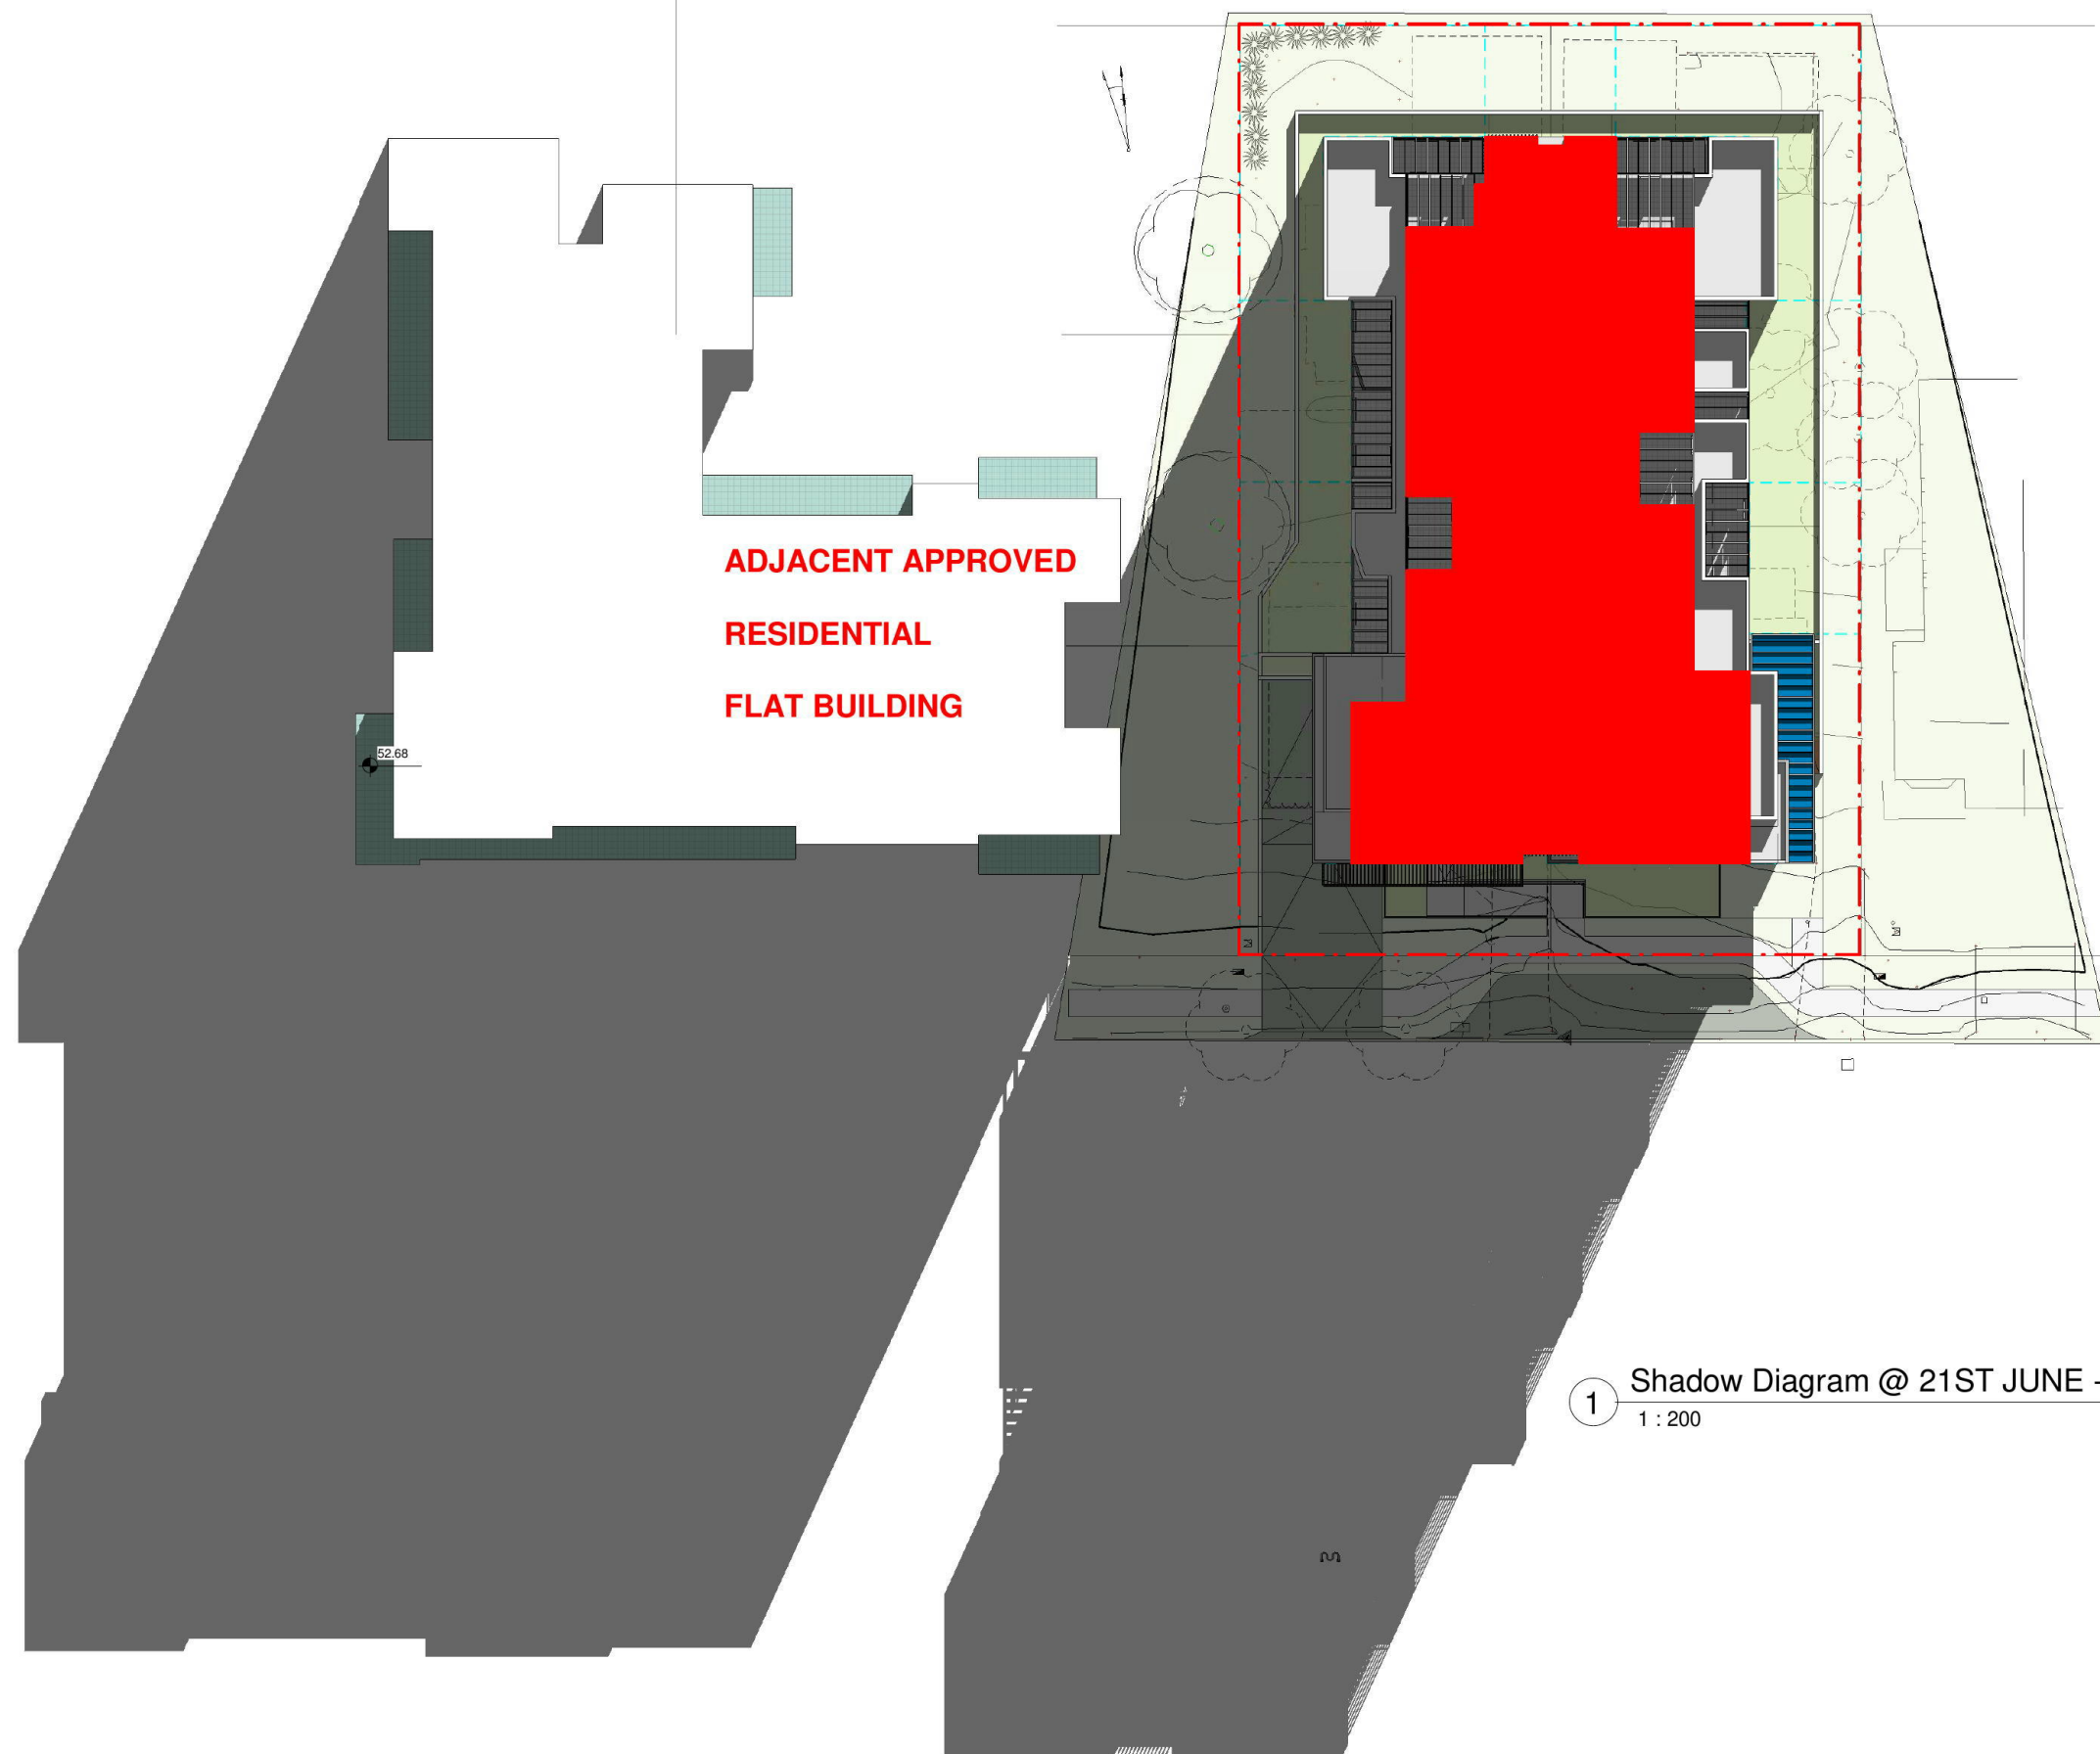 ADJACENT APPROVED
RESIDENTIAL
FLAT BUILDING
52.68
1
Shadow Diagram @ 21ST JUNE -
1 : 200